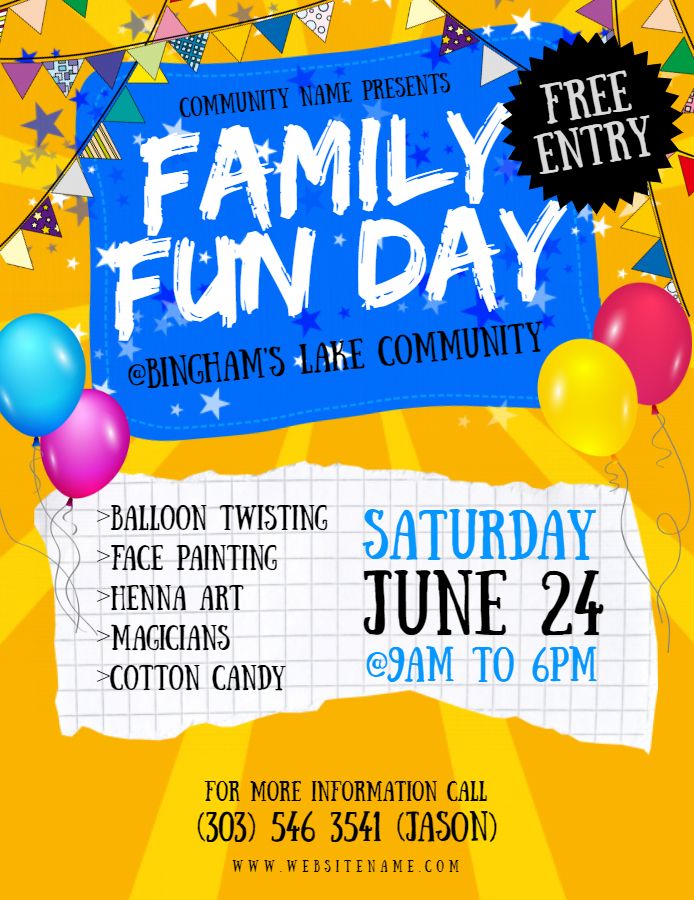 COMMUNITY NAME PRESENTS
FREE
ENTRY
FAMILY
FUN DAY
@BINGHAM'S LAKE COMMUNITY
>BALLOON TWISTING
>FACE PAINTING
>HENNA ART
>MAGICIANS
>COTTON CANDY
SATURDAY
JUNE 24
@9AM TO 6PM
FOR MORE INFORMATION CALL
(303) 546 3541 (JASON)
WWW.WEBSITENAME.COM